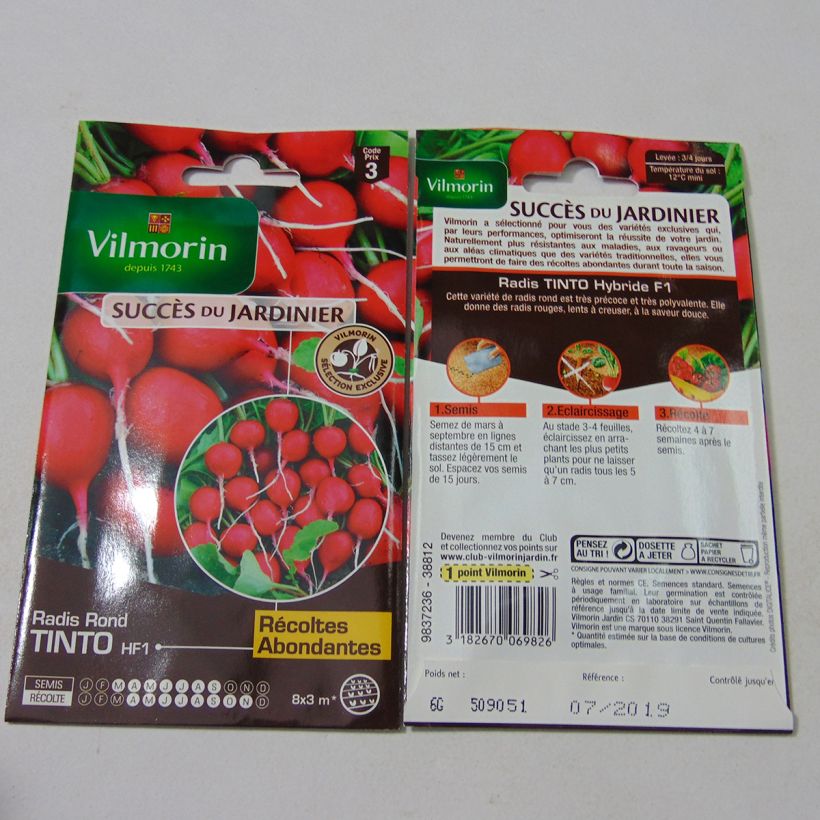 Code
Prix
3
Vilmorin
depuis 1743
SUCCÈS DU JARDINIER
VILMORIN
SÉLECTION EXCLUSIVE
Radis Rond
TINTO HF1
Récoltes
Abondantes
SEMIS J F M A M J J A S O N D
RÉCOLTE J F M A M J J A S O N D
8x3 m*
Vilmorin
depuis 1743
Levée : 3/4 jours
Température du sol :
12°C mini
SUCCÈS DU JARDINIER
Vilmorin a sélectionné pour vous des variétés exclusives qui,
par leurs performances, optimiseront la réussite de votre jardin.
Naturellement plus résistantes aux maladies, aux ravageurs ou
aux aléas climatiques que des variétés traditionnelles, elles vous
permettront de faire des récoltes abondantes durant toute la saison.
Radis TINTO Hybride F1
Cette variété de radis rond est très précoce et très polyvalente. Elle
donne des radis rouges, lents à creuser, à la saveur douce.
1.Semis
Semez de mars à
septembre en lignes
distantes de 15 cm et
tassez légèrement le
sol. Espacez vos semis
de 15 jours.
2.Eclaircissage
Au stade 3-4 feuilles,
éclaircissez en arra-
chant les plus petits
plants pour ne laisser
qu'un radis tous les 5
à 7 cm.
3.Récolte
Récoltez 4 à 7
semaines après le
semis.
Devenez membre du Club
et collectionnez vos points sur
www.club-vilmorinjardin.fr
1 point Vilmorin
9837236 - 38812
3 182670 069826
PENSEZ
AU TRI !
DOSETTE
A JETER
SACHET
PAPIER
A RECYCLER
CONSIGNE POUVANT VARIER LOCALEMENT > WWW.CONSIGNESDETRI.FR
Règles et normes CE. Semences standard. Semences
à usage familial. Leur germination est contrôlée
périodiquement en laboratoire sur échantillons de
référence jusqu'à la date limite de vente indiquée.
Vilmorin Jardin CS 70110 38291 Saint Quentin Fallavier.
Vilmorin est une marque sous licence Vilmorin.
* Quantité estimée sur la base de conditions de cultures
optimales.
Reproduction même partielle interdite
Poids net : Référence : Contrôlé jusqu'e
6G 509051 07/2019